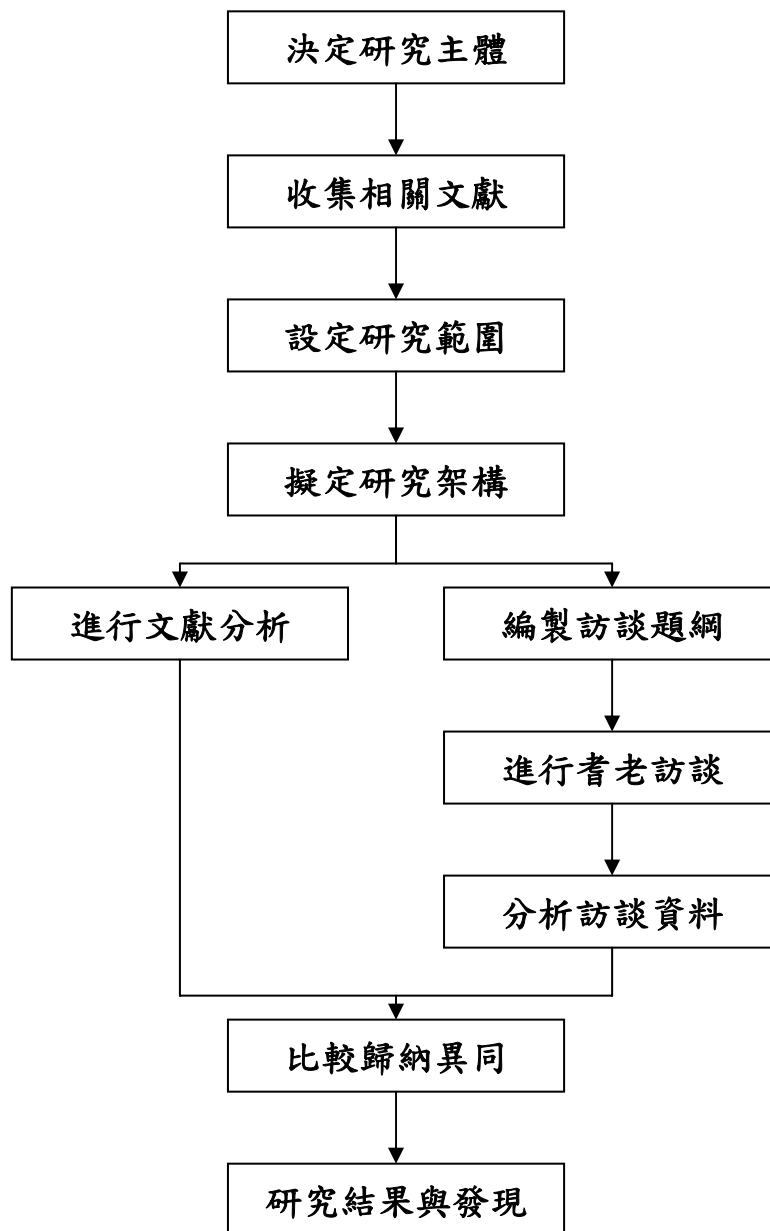 決定研究主體
收集相關文獻
設定研究範圍
擬定研究架構
進行文獻分析
編製訪談題綱
進行耆老訪談
分析訪談資料
比較歸納異同
研究結果與發現